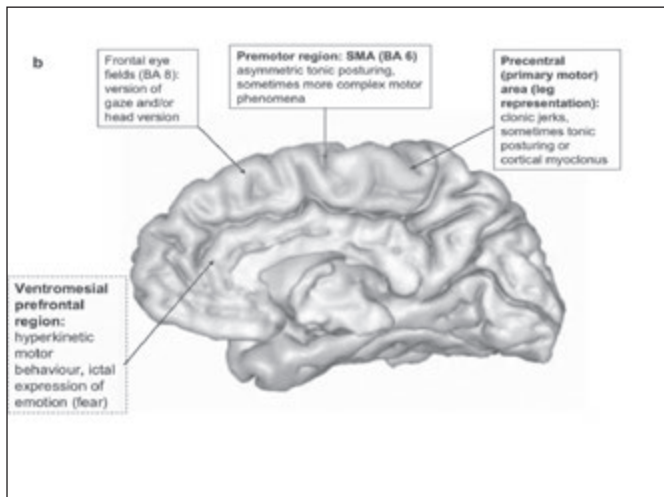 b
Frontal eye
fields (BA 8):
version of
gaze and/or
head version
Premotor region: SMA (BA 6)
asymmetric tonic posturing,
sometimes more complex motor
phenomena
Precentral
(primary motor)
area (leg
representation):
clonic jerks,
sometimes tonic
posturing or
cortical myoclonus
Ventromesial
prefrontal
region:
hyperkinetic
motor
behaviour, ictal
expression of
emotion (fear)